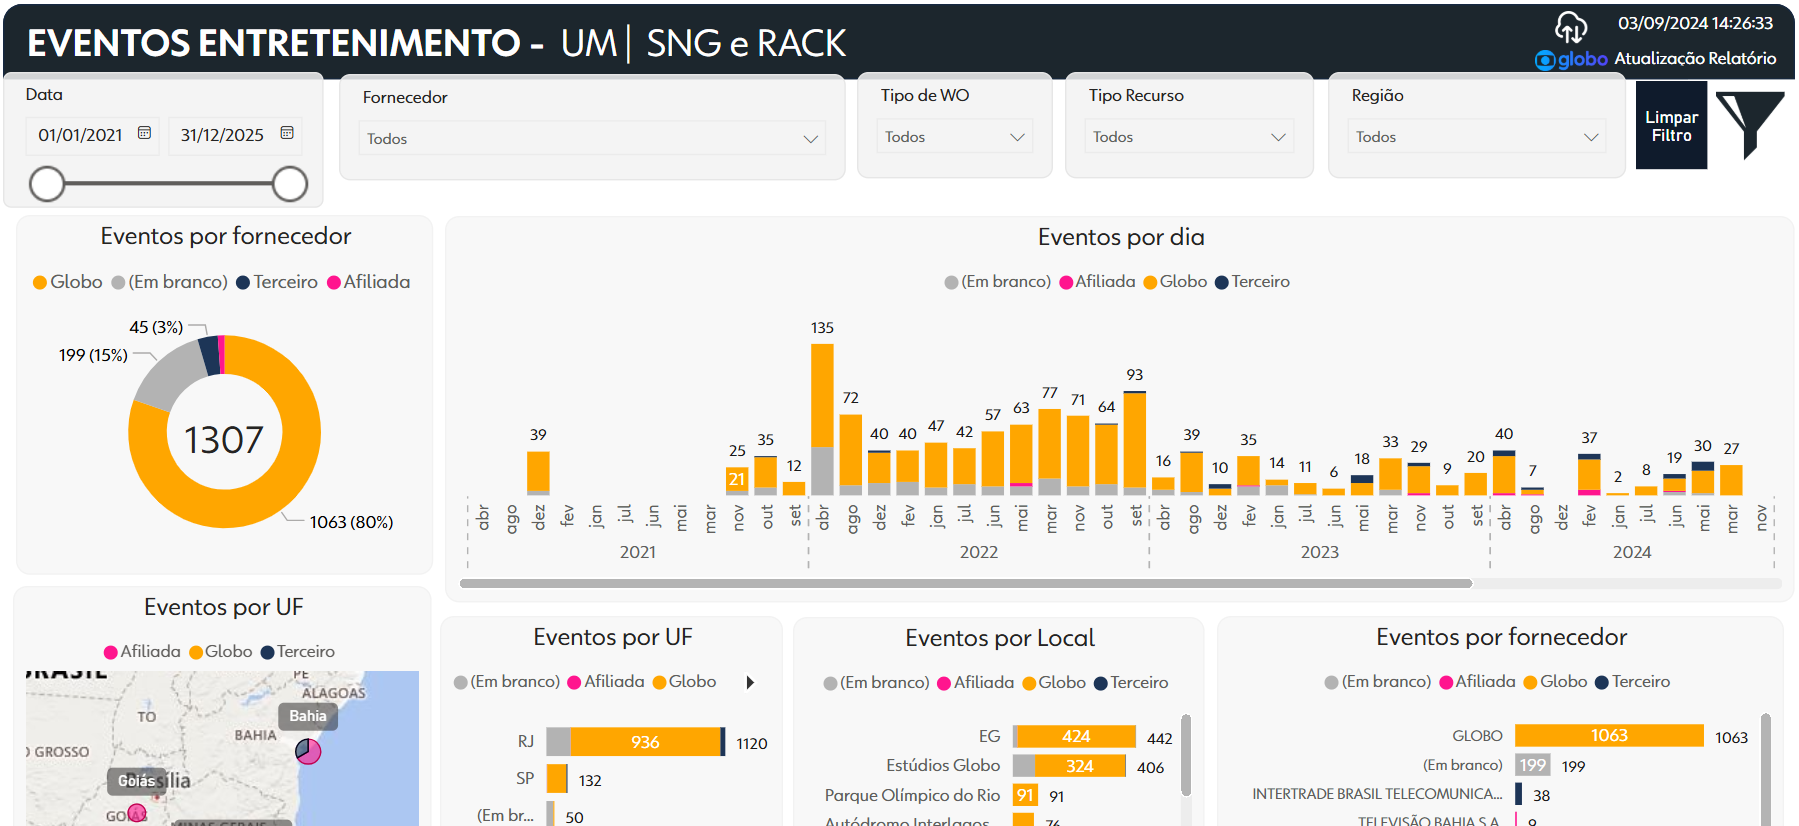 EVENTOS ENTRETENIMENTO - UM| SNG e RACK
03/09/2024 14:26:33
globo Atualização Relatório
Data
01/01/2021
31/12/2025
Fornecedor
Todos
Tipo de WO
Todos
Tipo Recurso
Todos
Região
Todos
Limpar
Filtro
Eventos por fornecedor
Globo (Em branco) Terceiro Afiliada
45 (3%)
199 (15%)
1307
1063 (80%)
Eventos por dia
(Em branco) Afiliada Globo Terceiro
39 25 21 35 12 135 72 40 40 47 42 57 63 77 71 64 93 16 39 10 35 14 11 6 18 33 29 9 20 40 7 37 2 8 19 30 27
abr ago dez fev jan jul jun mai mar nov out set abr ago dez fev jan jul jun mai mar nov out set abr ago dez fev jan jul jun mai mar nov out set abr ago dez fev jan jul jun mai mar nov
2021 2022 2023 2024
Eventos por UF
Afiliada Globo Terceiro
PE
ALAGOAS
TO
Bahia
BAHIA
O GROSSO
Goiás
sília
GOIÁS
MINAS GERAIS
Eventos por UF
(Em branco) Afiliada Globo
RJ 936 1120
SP 132
(Em br... 50
Eventos por Local
(Em branco) Afiliada Globo Terceiro
EG 424 442
Estúdios Globo 324 406
Parque Olímpico do Rio 91 91
Autódromo Interlagos... 76
Eventos por fornecedor
(Em branco) Afiliada Globo Terceiro
GLOBO 1063 1063
(Em branco) 199 199
INTERTRADE BRASIL TELECOMUNICA... 38
TELEVISÃO BAHIA S.A. 9